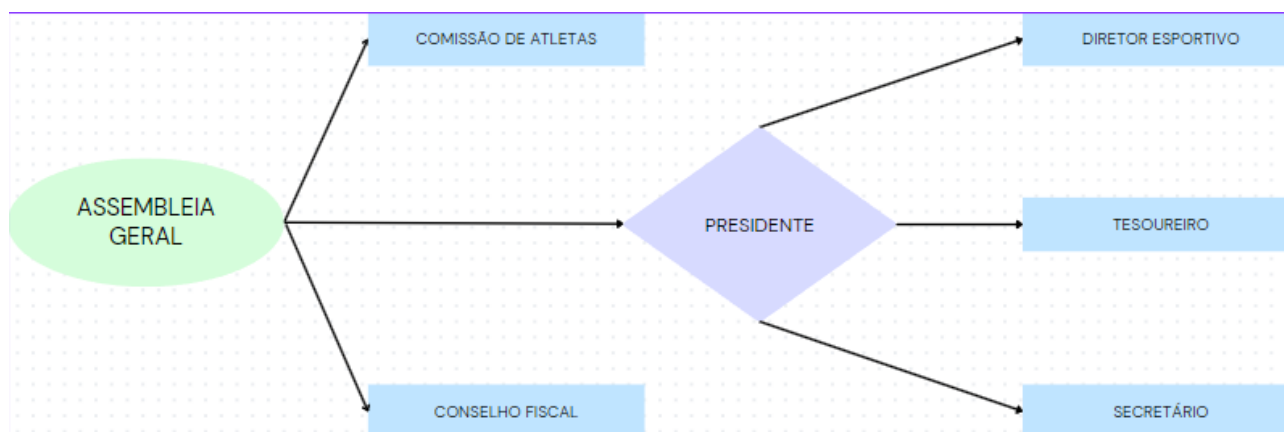 COMISSÃO DE ATLETAS
DIRETOR ESPORTIVO
ASSEMBLEIA
GERAL
PRESIDENTE
TESOUREIRO
CONSELHO FISCAL
SECRETÁRIO